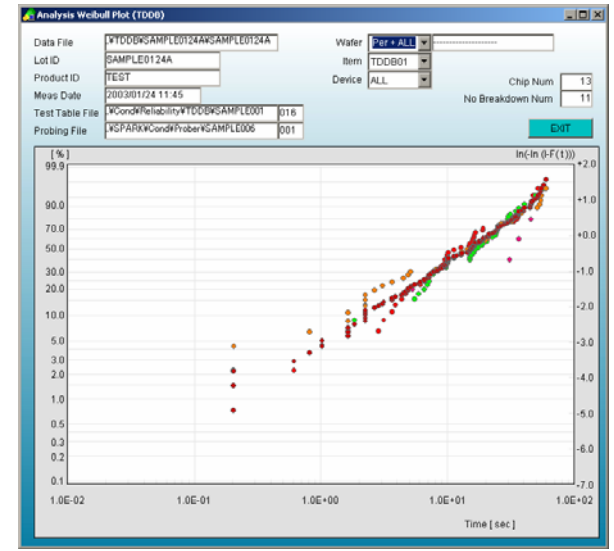 Analysis Weibull Plot (TDDB)
Data File .¥TDDB¥SAMPLE0124A¥SAMPLE0124A Wafer Per + ALL --------------------
Lot ID SAMPLE0124A Item TDDB01
Product ID TEST Device ALL Chip Num 13
Meas Date 2003/01/24 11:45 No Breakdown Num 11
Test Table File .¥Cond¥Reliability¥TDDB¥SAMPLE001 016
Probing File .¥SPARK¥Cond¥Prober¥SAMPLE006 001 EXIT
[%] ln(-ln (l-F(t)))
99.9 +2.0
90.0 +1.0
70.0 +0.0
50.0
30.0 -1.0
20.0 -2.0
10.0
5.0 -3.0
3.0
2.0 -4.0
1.0
0.5 -5.0
0.3
0.2 -6.0
0.1 -7.0
1.0E-02 1.0E-01 1.0E+00 1.0E+01 1.0E+02
Time [sec]